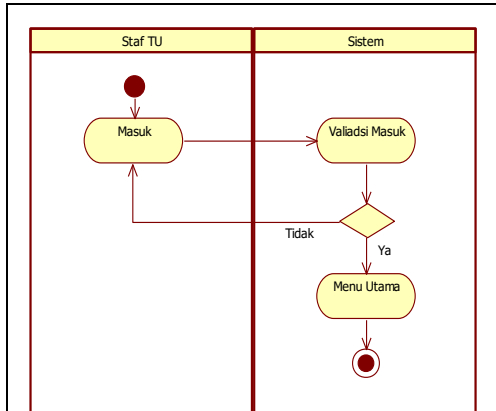 Staf TU
Sistem
Masuk
Valiadsi Masuk
Tidak
Ya
Menu Utama